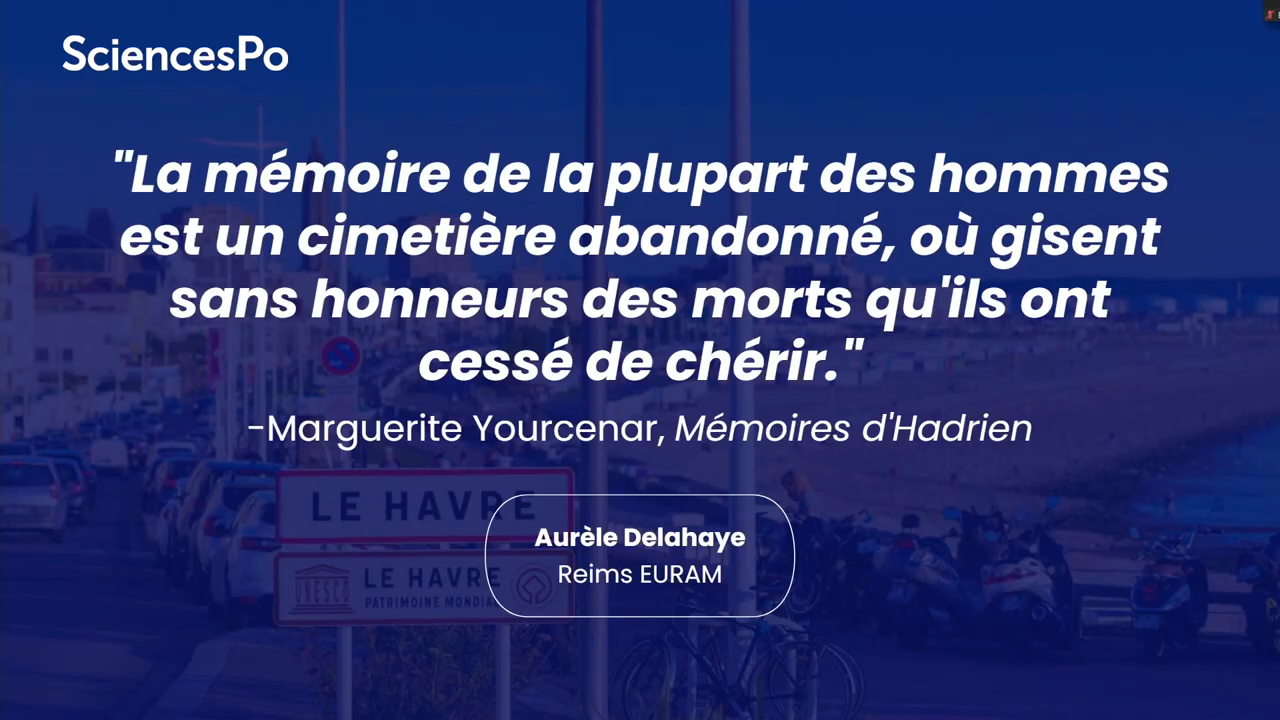 SciencesPo
"La mémoire de la plupart des hommes
est un cimetière abandonné, où gisent
sans honneurs des morts qu'ils ont
cessé de chérir."
-Marguerite Yourcenar, Mémoires d'Hadrien
LE HAVRE
Aurèle Delahaye
Reims EURAM
UNESCO
LE HAVRE
PATRIMOINE MONDIAL